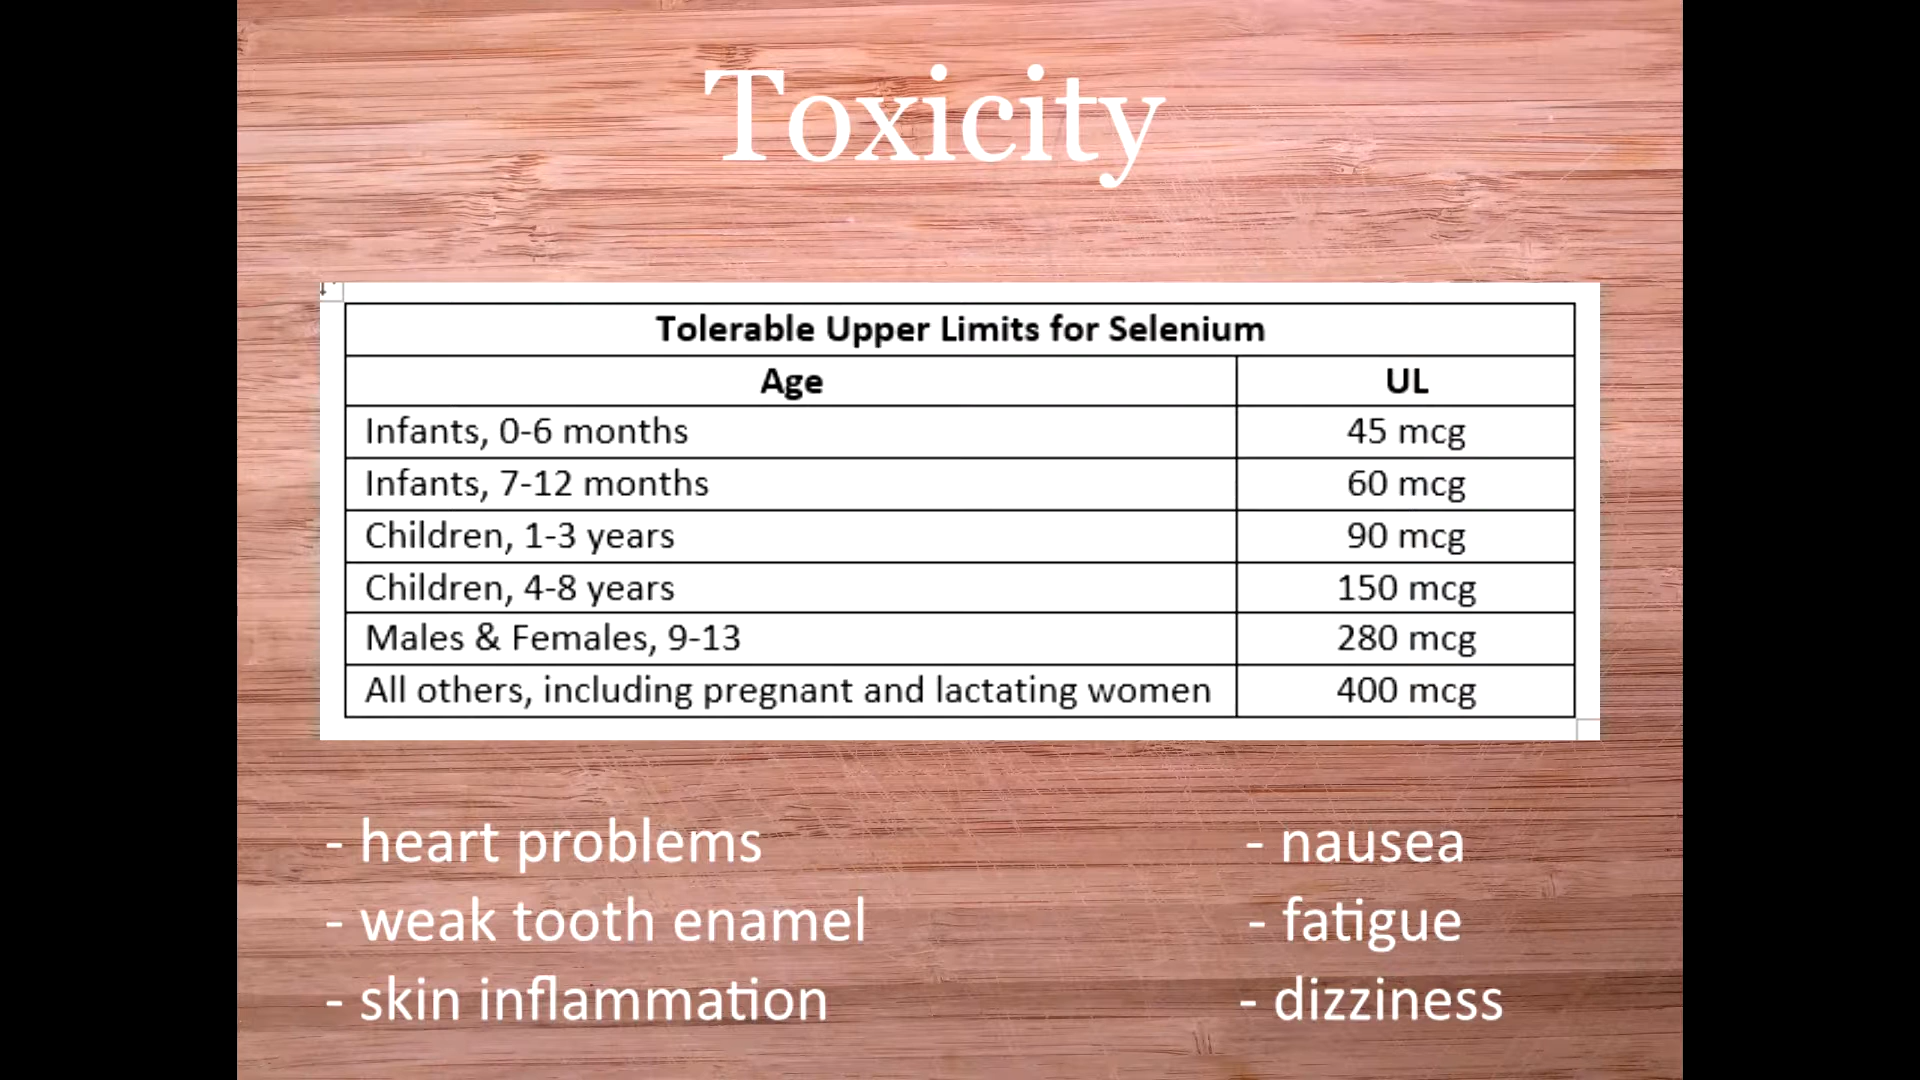 Toxicity
Tolerable Upper Limits for Selenium
Age UL
Infants, 0-6 months 45 mcg
Infants, 7-12 months 60 mcg
Children, 1-3 years 90 mcg
Children, 4-8 years 150 mcg
Males & Females, 9-13 280 mcg
All others, including pregnant and lactating women 400 mcg
- heart problems - nausea
- weak tooth enamel - fatigue
- skin inflammation - dizziness